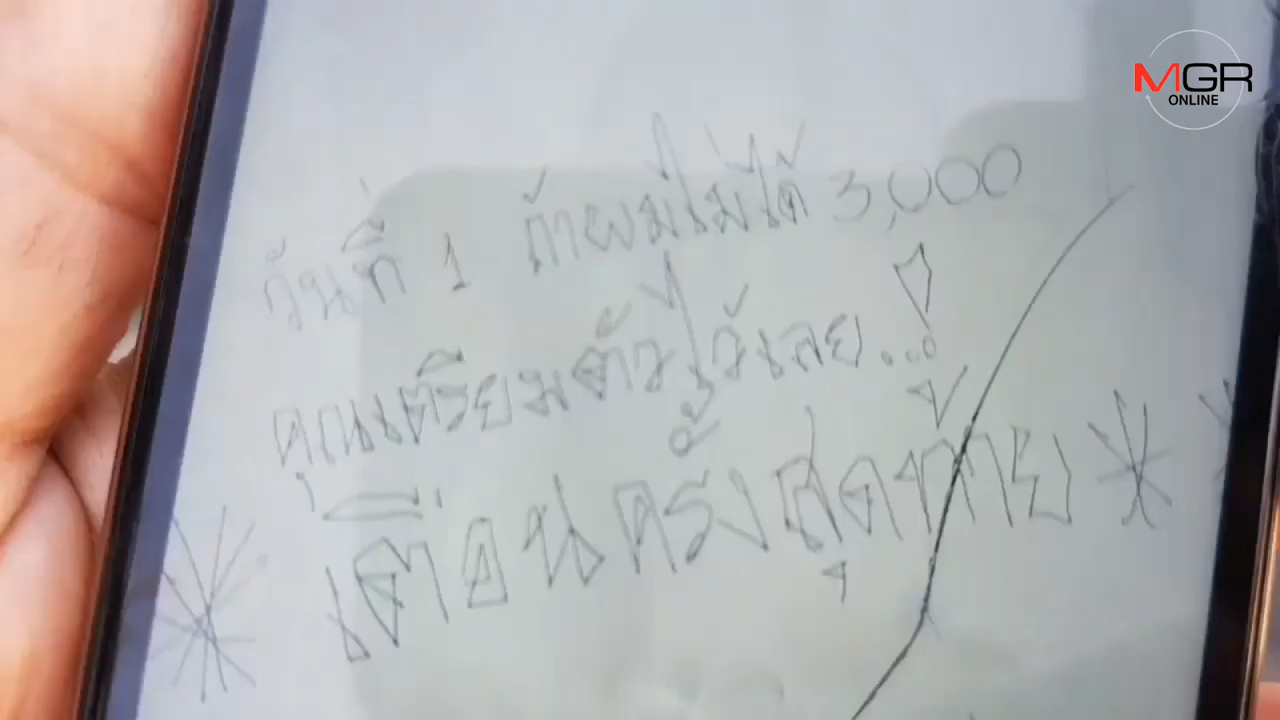 MGR
ONLINE
วันที่ 1 ถ้าผมไม่ได้ 3,000
คุณเตรียมตัวไว้เลย...!
*เตือนครั้งสุดท้าย*